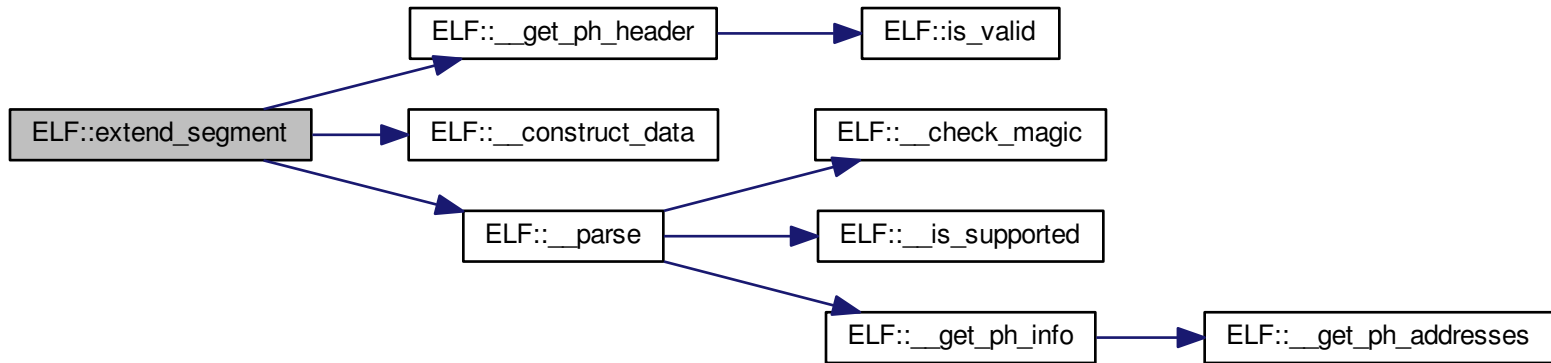 ELF::__get_ph_header
ELF::is_valid
ELF::extend_segment
ELF::__construct_data
ELF::__check_magic
ELF::__parse
ELF::__is_supported
ELF::__get_ph_info
ELF::__get_ph_addresses